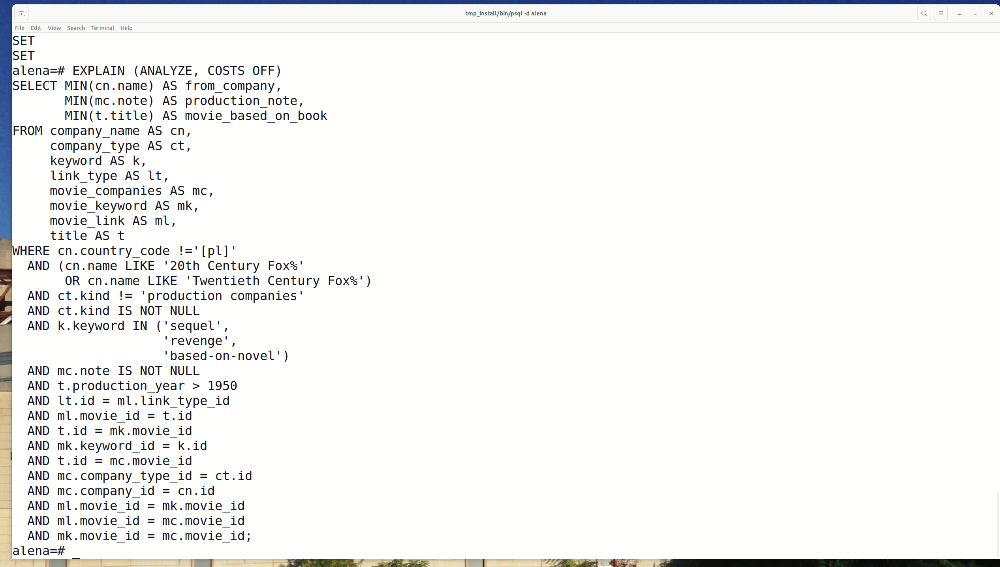 tmp_install/bin/psql -d alena
File Edit View Search Terminal Help
SET
SET
alena=# EXPLAIN (ANALYZE, COSTS OFF)
SELECT MIN(cn.name) AS from_company,
       MIN(mc.note) AS production_note,
       MIN(t.title) AS movie_based_on_book
FROM company_name AS cn,
     company_type AS ct,
     keyword AS k,
     link_type AS lt,
     movie_companies AS mc,
     movie_keyword AS mk,
     movie_link AS ml,
     title AS t
WHERE cn.country_code !='[pl]'
  AND (cn.name LIKE '20th Century Fox%'
       OR cn.name LIKE 'Twentieth Century Fox%')
  AND ct.kind != 'production companies'
  AND ct.kind IS NOT NULL
  AND k.keyword IN ('sequel',
                    'revenge',
                    'based-on-novel')
  AND mc.note IS NOT NULL
  AND t.production_year > 1950
  AND lt.id = ml.link_type_id
  AND ml.movie_id = t.id
  AND t.id = mk.movie_id
  AND mk.keyword_id = k.id
  AND t.id = mc.movie_id
  AND mc.company_type_id = ct.id
  AND mc.company_id = cn.id
  AND ml.movie_id = mk.movie_id
  AND ml.movie_id = mc.movie_id
  AND mk.movie_id = mc.movie_id;
alena=#